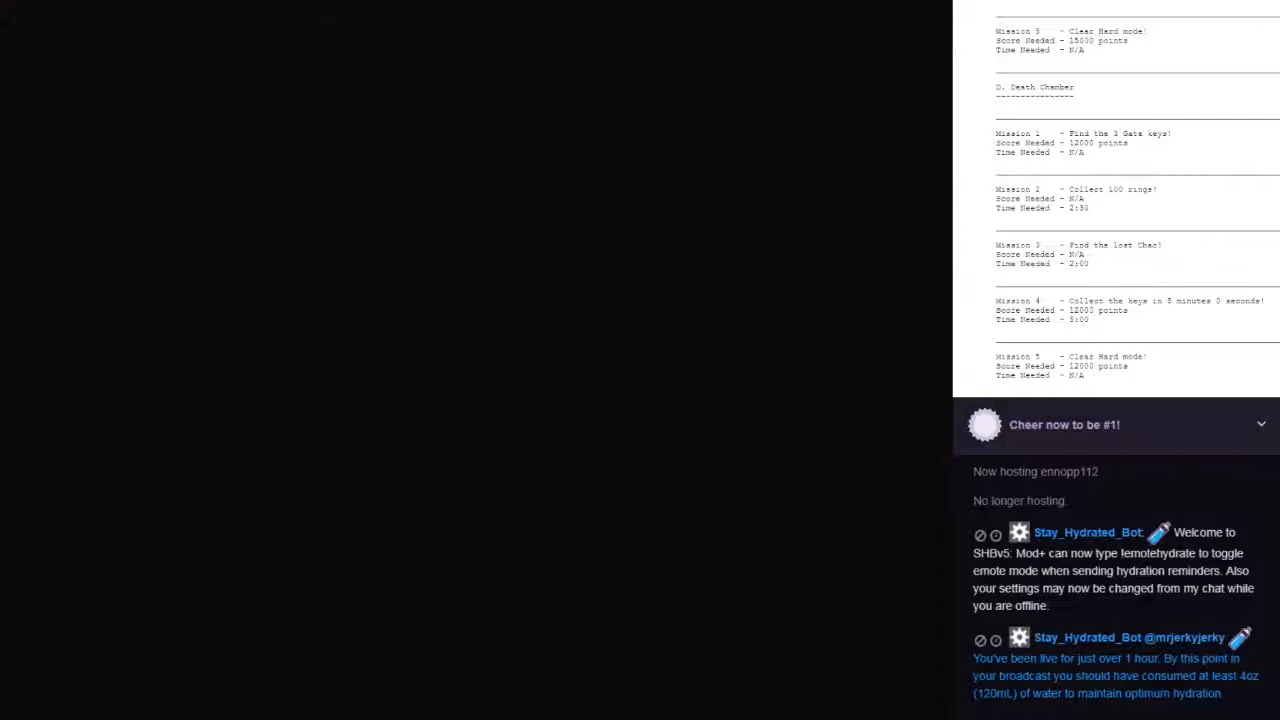 Mission 5 - Clear Hard mode!
Score Needed - 15000 points
Time Needed - N/A
D. Death Chamber
----------------
Mission 1 - Find the 3 Gate keys!
Score Needed - 12000 points
Time Needed - N/A
Mission 2 - Collect 100 rings!
Score Needed - N/A
Time Needed - 2:30
Mission 3 - Find the lost Chao!
Score Needed - N/A
Time Needed - 2:00
Mission 4 - Collect the keys in 5 minutes 0 seconds!
Score Needed - 12000 points
Time Needed - 5:00
Mission 5 - Clear Hard mode!
Score Needed - 12000 points
Time Needed - N/A
Cheer now to be #1!
Now hosting ennopp112
No longer hosting.
Stay_Hydrated_Bot: Welcome to
SHBv5: Mod+ can now type !emotehydrate to toggle
emote mode when sending hydration reminders. Also
your settings may now be changed from my chat while
you are offline.
Stay_Hydrated_Bot @mrjerkyjerky
You've been live for just over 1 hour. By this point in
your broadcast you should have consumed at least 4oz
(120mL) of water to maintain optimum hydration.